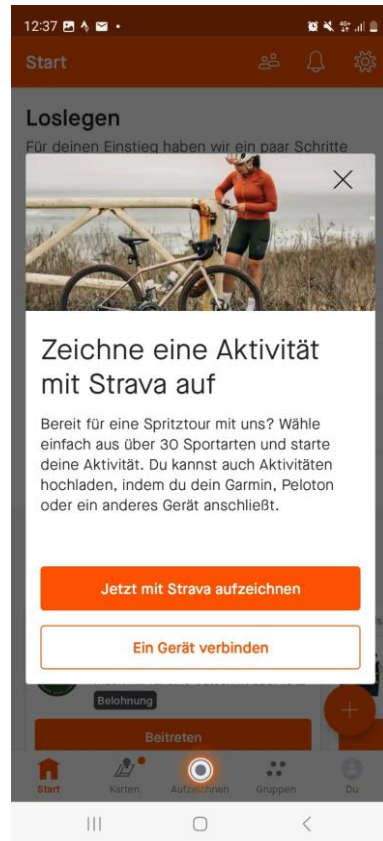 12:37
Start
Loslegen
Für deinen Einstieg haben wir ein paar Schritte
Zeichne eine Aktivität
mit Strava auf
Bereit für eine Spritztour mit uns? Wähle
einfach aus über 30 Sportarten und starte
deine Aktivität. Du kannst auch Aktivitäten
hochladen, indem du dein Garmin, Peloton
oder ein anderes Gerät anschließt.
Jetzt mit Strava aufzeichnen
Ein Gerät verbinden
Belohnung
Beitreten
Start
Karten
Aufzeichnen
Gruppen
Du